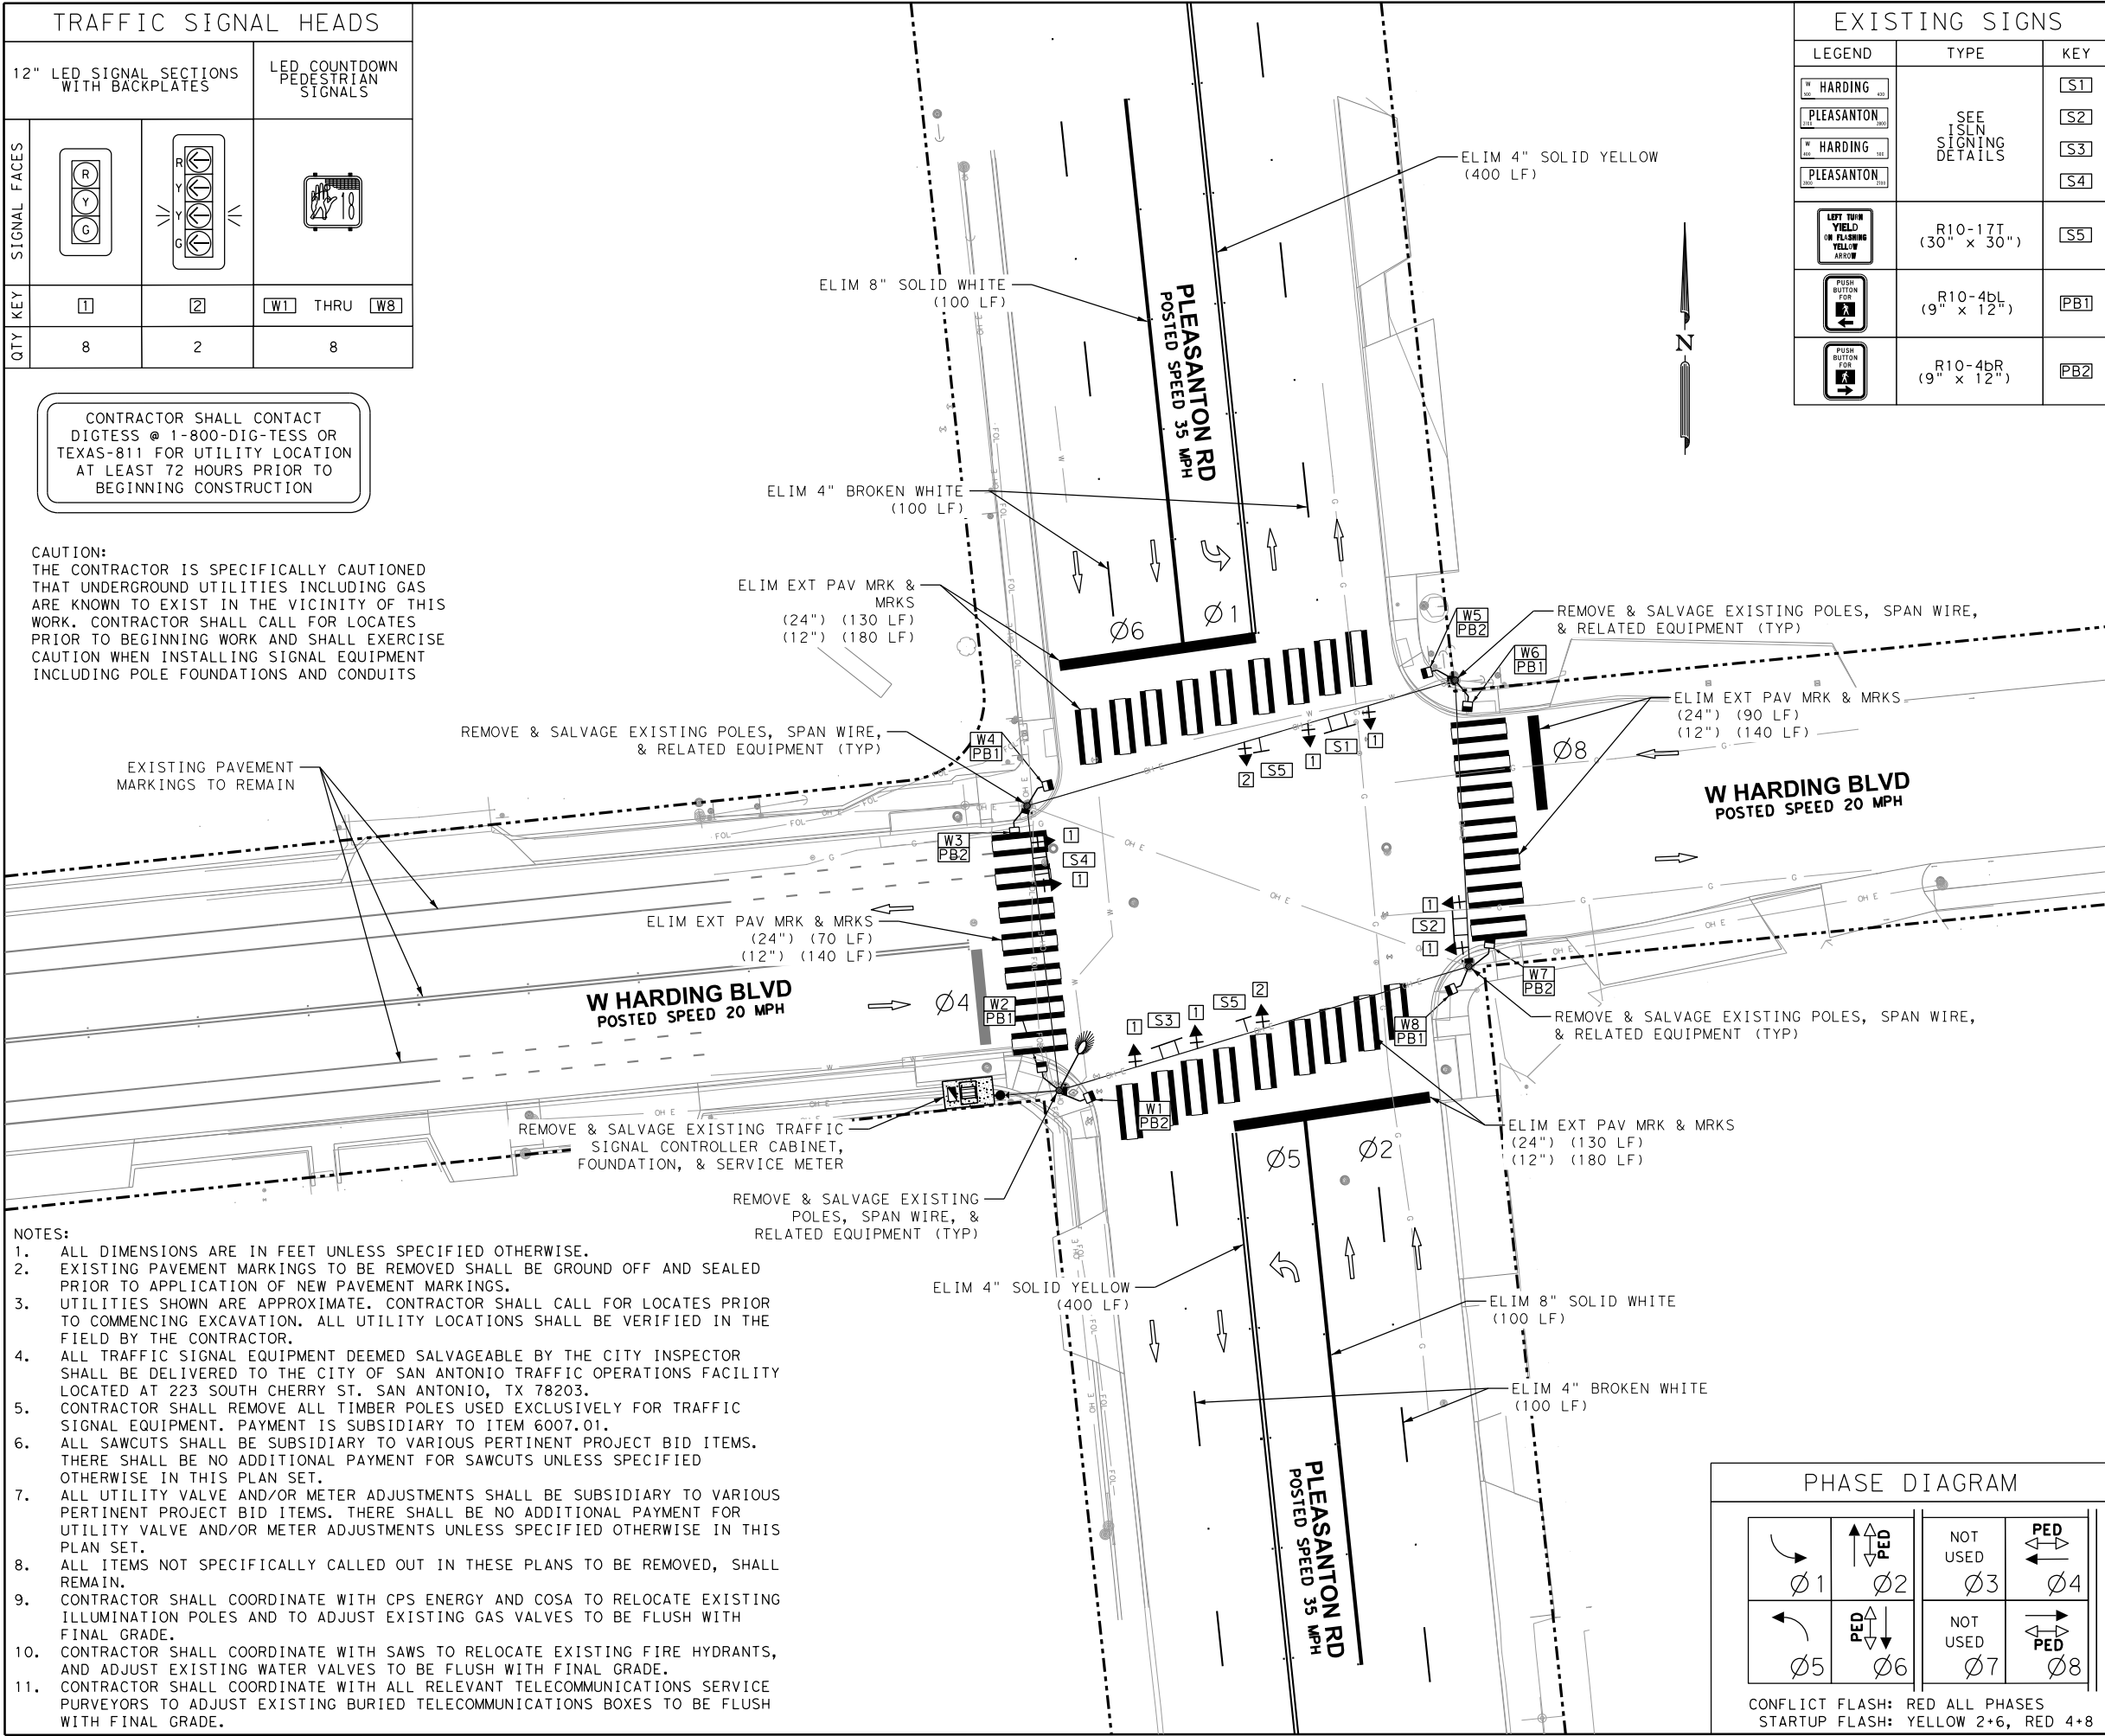 TRAFFIC SIGNAL HEADS
12" LED SIGNAL SECTIONS
WITH BACKPLATES
LED COUNTDOWN
PEDESTRIAN
SIGNALS
SIGNAL FACES
R
Y
G
R
Y
Y
G
18
KEY
1
2
W1 THRU W8
QTY
8
2
8
CONTRACTOR SHALL CONTACT
DIGTESS @ 1-800-DIG-TESS OR
TEXAS-811 FOR UTILITY LOCATION
AT LEAST 72 HOURS PRIOR TO
BEGINNING CONSTRUCTION
CAUTION:
THE CONTRACTOR IS SPECIFICALLY CAUTIONED
THAT UNDERGROUND UTILITIES INCLUDING GAS
ARE KNOWN TO EXIST IN THE VICINITY OF THIS
WORK. CONTRACTOR SHALL CALL FOR LOCATES
PRIOR TO BEGINNING WORK AND SHALL EXERCISE
CAUTION WHEN INSTALLING SIGNAL EQUIPMENT
INCLUDING POLE FOUNDATIONS AND CONDUITS
EXISTING SIGNS
LEGEND
TYPE
KEY
W HARDING
PLEASANTON
W HARDING
PLEASANTON
SEE
ISLN
SIGNING
DETAILS
S1
S2
S3
S4
LEFT TURN
YIELD
ON FLASHING
YELLOW
ARROW
R10-17T
(30" x 30")
S5
PUSH
BUTTON
FOR
R10-4bL
(9" x 12")
PB1
PUSH
BUTTON
FOR
R10-4bR
(9" x 12")
PB2
N
ELIM 4" SOLID YELLOW
(400 LF)
ELIM 8" SOLID WHITE
(100 LF)
PLEASANTON RD
POSTED SPEED 35 MPH
ELIM 4" BROKEN WHITE
(100 LF)
ELIM EXT PAV MRK &
MRKS
(24") (130 LF)
(12") (180 LF)
Ø6
Ø1
W5
PB2
W6
PB1
REMOVE & SALVAGE EXISTING POLES, SPAN WIRE,
& RELATED EQUIPMENT (TYP)
ELIM EXT PAV MRK & MRKS
(24") (90 LF)
(12") (140 LF)
Ø8
W HARDING BLVD
POSTED SPEED 20 MPH
REMOVE & SALVAGE EXISTING POLES, SPAN WIRE,
& RELATED EQUIPMENT (TYP)
W4
PB1
2
S5
1
S1
1
EXISTING PAVEMENT
MARKINGS TO REMAIN
W3
PB2
1
S4
1
ELIM EXT PAV MRK & MRKS
(24") (70 LF)
(12") (140 LF)
W HARDING BLVD
POSTED SPEED 20 MPH
Ø4
W2
PB1
1
S2
1
W7
PB2
W8
PB1
1
S3
1
S5
2
REMOVE & SALVAGE EXISTING POLES, SPAN WIRE,
& RELATED EQUIPMENT (TYP)
W1
PB2
REMOVE & SALVAGE EXISTING TRAFFIC
SIGNAL CONTROLLER CABINET,
FOUNDATION, & SERVICE METER
REMOVE & SALVAGE EXISTING
POLES, SPAN WIRE, &
RELATED EQUIPMENT (TYP)
Ø5
Ø2
ELIM EXT PAV MRK & MRKS
(24") (130 LF)
(12") (180 LF)
ELIM 4" SOLID YELLOW
(400 LF)
ELIM 8" SOLID WHITE
(100 LF)
ELIM 4" BROKEN WHITE
(100 LF)
PLEASANTON RD
POSTED SPEED 35 MPH
NOTES:
1. ALL DIMENSIONS ARE IN FEET UNLESS SPECIFIED OTHERWISE.
2. EXISTING PAVEMENT MARKINGS TO BE REMOVED SHALL BE GROUND OFF AND SEALED
PRIOR TO APPLICATION OF NEW PAVEMENT MARKINGS.
3. UTILITIES SHOWN ARE APPROXIMATE. CONTRACTOR SHALL CALL FOR LOCATES PRIOR
TO COMMENCING EXCAVATION. ALL UTILITY LOCATIONS SHALL BE VERIFIED IN THE
FIELD BY THE CONTRACTOR.
4. ALL TRAFFIC SIGNAL EQUIPMENT DEEMED SALVAGEABLE BY THE CITY INSPECTOR
SHALL BE DELIVERED TO THE CITY OF SAN ANTONIO TRAFFIC OPERATIONS FACILITY
LOCATED AT 223 SOUTH CHERRY ST. SAN ANTONIO, TX 78203.
5. CONTRACTOR SHALL REMOVE ALL TIMBER POLES USED EXCLUSIVELY FOR TRAFFIC
SIGNAL EQUIPMENT. PAYMENT IS SUBSIDIARY TO ITEM 6007.01.
6. ALL SAWCUTS SHALL BE SUBSIDIARY TO VARIOUS PERTINENT PROJECT BID ITEMS.
THERE SHALL BE NO ADDITIONAL PAYMENT FOR SAWCUTS UNLESS SPECIFIED
OTHERWISE IN THIS PLAN SET.
7. ALL UTILITY VALVE AND/OR METER ADJUSTMENTS SHALL BE SUBSIDIARY TO VARIOUS
PERTINENT PROJECT BID ITEMS. THERE SHALL BE NO ADDITIONAL PAYMENT FOR
UTILITY VALVE AND/OR METER ADJUSTMENTS UNLESS SPECIFIED OTHERWISE IN THIS
PLAN SET.
8. ALL ITEMS NOT SPECIFICALLY CALLED OUT IN THESE PLANS TO BE REMOVED, SHALL
REMAIN.
9. CONTRACTOR SHALL COORDINATE WITH CPS ENERGY AND COSA TO RELOCATE EXISTING
ILLUMINATION POLES AND TO ADJUST EXISTING GAS VALVES TO BE FLUSH WITH
FINAL GRADE.
10. CONTRACTOR SHALL COORDINATE WITH SAWS TO RELOCATE EXISTING FIRE HYDRANTS,
AND ADJUST EXISTING WATER VALVES TO BE FLUSH WITH FINAL GRADE.
11. CONTRACTOR SHALL COORDINATE WITH ALL RELEVANT TELECOMMUNICATIONS SERVICE
PURVEYORS TO ADJUST EXISTING BURIED TELECOMMUNICATIONS BOXES TO BE FLUSH
WITH FINAL GRADE.
PHASE DIAGRAM
Ø1
PED
Ø2
NOT
USED
Ø3
PED
Ø4
Ø5
PED
Ø6
NOT
USED
Ø7
PED
Ø8
CONFLICT FLASH: RED ALL PHASES
STARTUP FLASH: YELLOW 2+6, RED 4+8